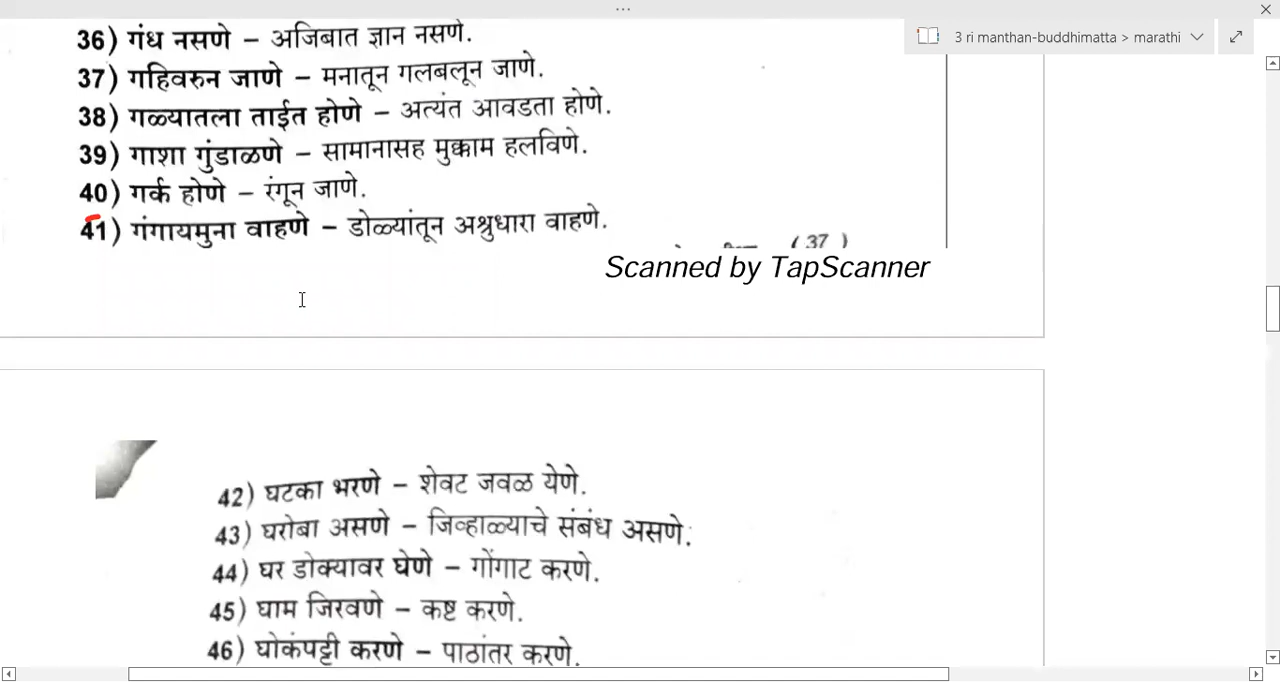 3 ri manthan-buddhimatta > marathi
36) गंध नसणे – अजिबात ज्ञान नसणे.
37) गहिवरुन जाणे – मनातून गलबलून जाणे.
38) गळ्यातला ताईत होणे – अत्यंत आवडता होणे.
39) गाशा गुंडाळणे – सामानासह मुक्काम हलविणे.
40) गर्क होणे – रंगून जाणे.
41) गंगायमुना वाहणे – डोळ्यांतून अश्रुधारा वाहणे.
( 37 )
Scanned by TapScanner
42) घटका भरणे – शेवट जवळ येणे.
43) घरोबा असणे – जिव्हाळ्याचे संबंध असणे.
44) घर डोक्यावर घेणे – गोंगाट करणे.
45) घाम जिरवणे – कष्ट करणे.
46) घोकंपट्टी करणे – पाठांतर करणे.